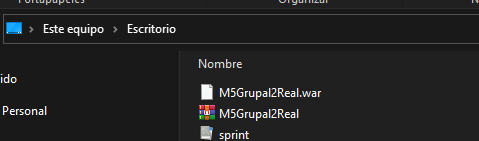 Portapapeles
Organizar
Este equipo > Escritorio
ido
Personal
Nombre
M5Grupal2Real.war
M5Grupal2Real
sprint